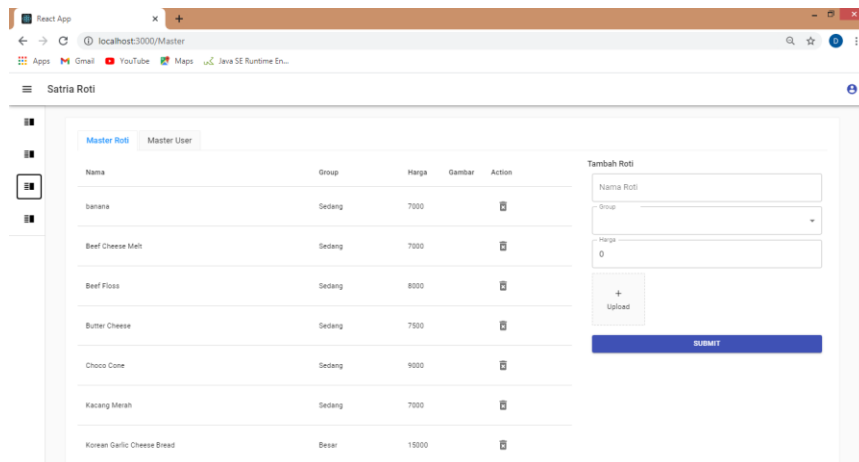 React App
localhost:3000/Master
D
Apps Gmail YouTube Maps Java SE Runtime En...
Satria Roti
Master Roti Master User
Nama Group Harga Gambar Action
banana Sedang 7000
Beef Cheese Melt Sedang 7000
Beef Floss Sedang 8000
Butter Cheese Sedang 7500
Choco Cone Sedang 9000
Kacang Merah Sedang 7000
Korean Garlic Cheese Bread Besar 15000
Tambah Roti
Nama Roti
Group
Harga
0
+
Upload
SUBMIT